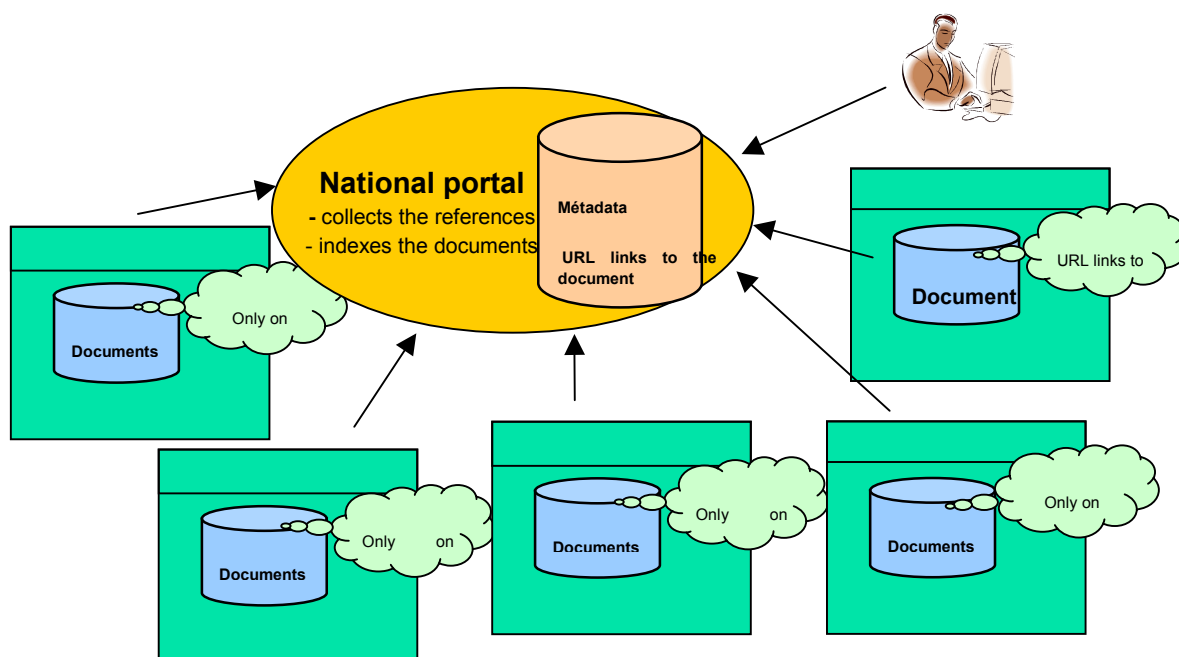 National portal
- collects the references
- indexes the documents
Métadata
URL links to the
document
URL links to
Document
Only on
Documents
Only on
Documents
Only on
Documents
Only on
Documents